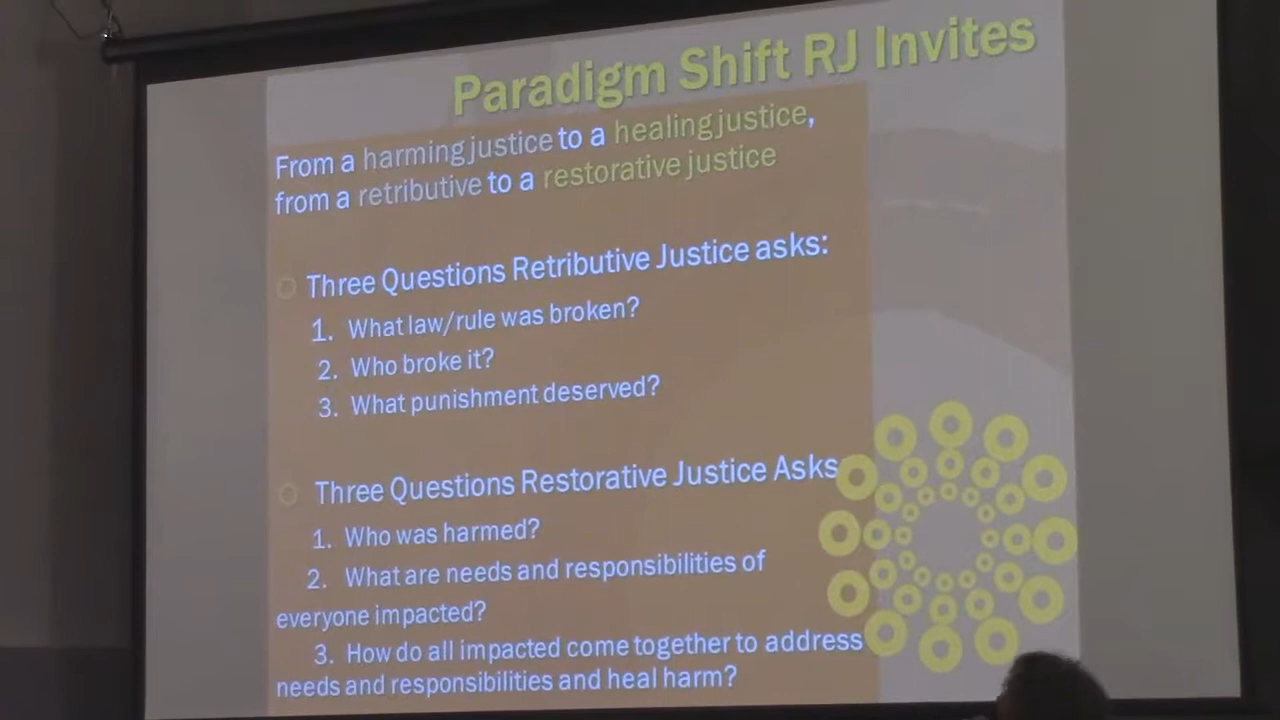 Paradigm Shift RJ Invites
From a harming justice to a healing justice,
from a retributive to a restorative justice
Three Questions Retributive Justice asks:
1. What law/rule was broken?
2. Who broke it?
3. What punishment deserved?
Three Questions Restorative Justice Asks
1. Who was harmed?
2. What are needs and responsibilities of
everyone impacted?
3. How do all impacted come together to address
needs and responsibilities and heal harm?